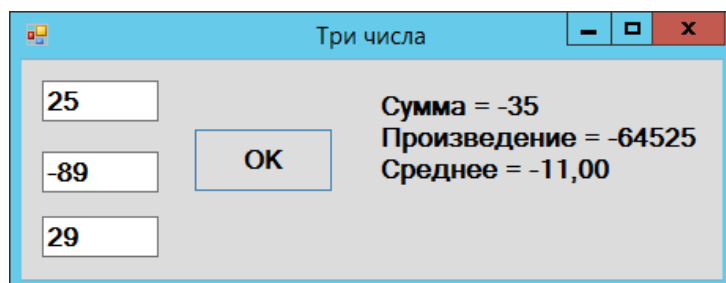 Три числа
25
-89
29
OK
Сумма = -35
Произведение = -64525
Среднее = -11,00